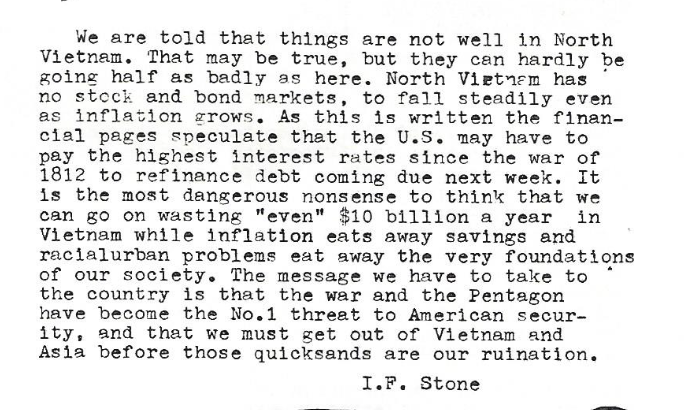 We are told that things are not well in North
Vietnam. That may be true, but they can hardly be
going half as badly as here. North Vietnam has
no stock and bond markets, to fall steadily even
as inflation grows. As this is written the finan-
cial pages speculate that the U.S. may have to
pay the highest interest rates since the war of
1812 to refinance debt coming due next week. It
is the most dangerous nonsense to think that we
can go on wasting "even" $10 billion a year  in
Vietnam while inflation eats away savings and
racialurban problems eat away the very foundations
of our society. The message we have to take to
the country is that the war and the Pentagon
have become the No.1 threat to American secur-
ity, and that we must get out of Vietnam and
Asia before those quicksands are our ruination.
I.F. Stone